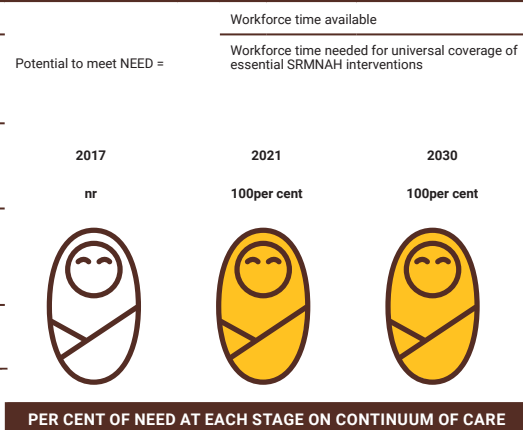 Workforce time available
Potential to meet NEED =
Workforce time needed for universal coverage of
essential SRMNAH interventions
2017
2021
2030
nr
100per cent
100per cent
PER CENT OF NEED AT EACH STAGE ON CONTINUUM OF CARE